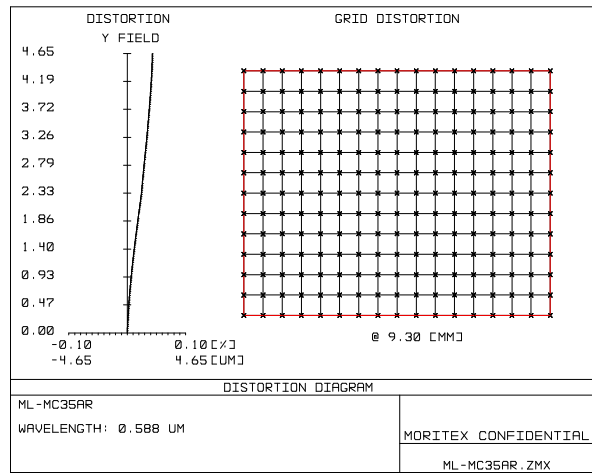 DISTORTION
GRID DISTORTION
Y FIELD
4.65
4.19
3.72
3.26
2.79
2.33
1.86
1.40
0.93
0.47
0.00
-0.10
0.10[%]
-4.65
4.65[UM]
@ 9.30 [MM]
DISTORTION DIAGRAM
ML-MC35AR
WAVELENGTH: 0.588 UM
MORITEX CONFIDENTIAL
ML-MC35AR.ZMX